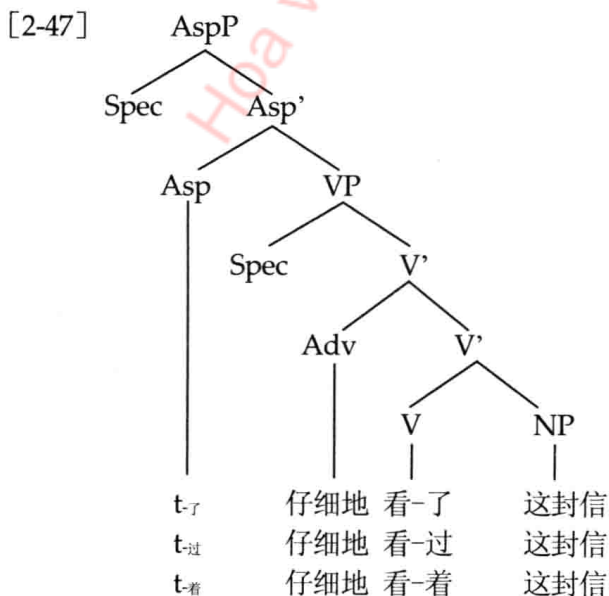 [2-47] AspP
Spec Asp’
Asp VP
Spec V’
Adv V’
V NP
t-了 仔细地 看-了 这封信
t-过 仔细地 看-过 这封信
t-着 仔细地 看-着 这封信
Hoa